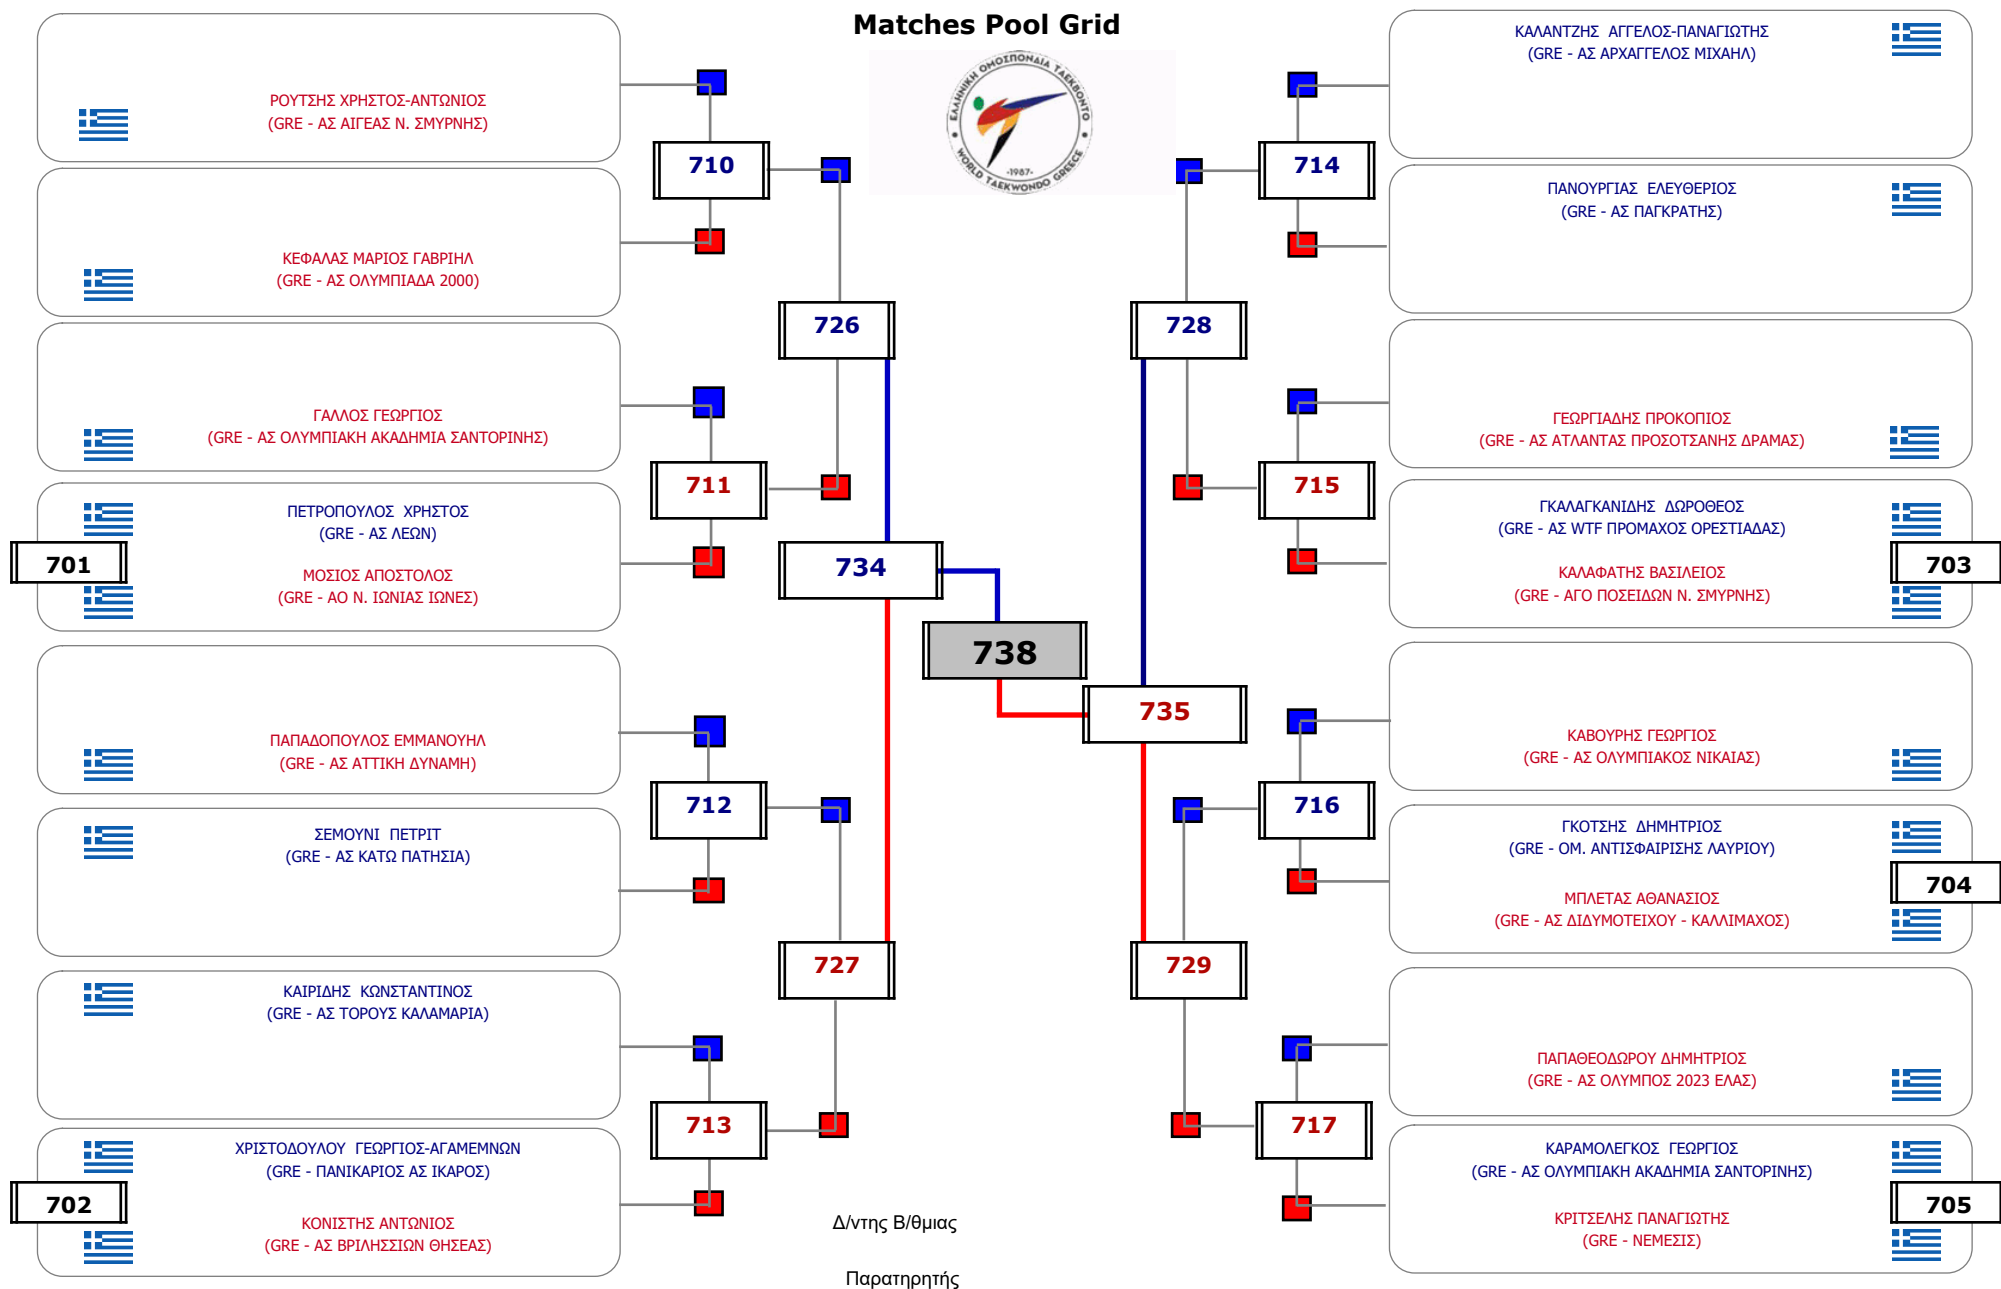 Matches Pool Grid
ΕΛΛΗΝΙΚΗ ΟΜΟΣΠΟΝΔΙΑ ΤΑΕΚΒΟΝΤΟ
-1987-
WORLD TAEKWONDO GREECE
ΡΟΥΤΣΗΣ ΧΡΗΣΤΟΣ-ΑΝΤΩΝΙΟΣ
(GRE - ΑΣ ΑΙΓΕΑΣ Ν. ΣΜΥΡΝΗΣ)
710
ΚΕΦΑΛΑΣ ΜΑΡΙΟΣ ΓΑΒΡΙΗΛ
(GRE - ΑΣ ΟΛΥΜΠΙΑΔΑ 2000)
726
ΓΑΛΛΟΣ ΓΕΩΡΓΙΟΣ
(GRE - ΑΣ ΟΛΥΜΠΙΑΚΗ ΑΚΑΔΗΜΙΑ ΣΑΝΤΟΡΙΝΗΣ)
711
ΠΕΤΡΟΠΟΥΛΟΣ ΧΡΗΣΤΟΣ
(GRE - ΑΣ ΛΕΩΝ)
701
ΜΟΣΙΟΣ ΑΠΟΣΤΟΛΟΣ
(GRE - ΑΟ Ν. ΙΩΝΙΑΣ ΙΩΝΕΣ)
734
738
ΠΑΠΑΔΟΠΟΥΛΟΣ ΕΜΜΑΝΟΥΗΛ
(GRE - ΑΣ ΑΤΤΙΚΗ ΔΥΝΑΜΗ)
712
ΣΕΜΟΥΝΙ ΠΕΤΡΙΤ
(GRE - ΑΣ ΚΑΤΩ ΠΑΤΗΣΙΑ)
727
ΚΑΙΡΙΔΗΣ ΚΩΝΣΤΑΝΤΙΝΟΣ
(GRE - ΑΣ ΤΟΡΟΥΣ ΚΑΛΑΜΑΡΙΑ)
713
ΧΡΙΣΤΟΔΟΥΛΟΥ ΓΕΩΡΓΙΟΣ-ΑΓΑΜΕΜΝΩΝ
(GRE - ΠΑΝΙΚΑΡΙΟΣ ΑΣ ΙΚΑΡΟΣ)
702
ΚΟΝΙΣΤΗΣ ΑΝΤΩΝΙΟΣ
(GRE - ΑΣ ΒΡΙΛΗΣΣΙΩΝ ΘΗΣΕΑΣ)
ΚΑΛΑΝΤΖΗΣ ΑΓΓΕΛΟΣ-ΠΑΝΑΓΙΩΤΗΣ
(GRE - ΑΣ ΑΡΧΑΓΓΕΛΟΣ ΜΙΧΑΗΛ)
714
ΠΑΝΟΥΡΓΙΑΣ ΕΛΕΥΘΕΡΙΟΣ
(GRE - ΑΣ ΠΑΓΚΡΑΤΗΣ)
728
ΓΕΩΡΓΙΑΔΗΣ ΠΡΟΚΟΠΙΟΣ
(GRE - ΑΣ ΑΤΛΑΝΤΑΣ ΠΡΟΣΟΤΣΑΝΗΣ ΔΡΑΜΑΣ)
715
ΓΚΑΛΑΓΚΑΝΙΔΗΣ ΔΩΡΟΘΕΟΣ
(GRE - ΑΣ WTF ΠΡΟΜΑΧΟΣ ΟΡΕΣΤΙΑΔΑΣ)
703
ΚΑΛΑΦΑΤΗΣ ΒΑΣΙΛΕΙΟΣ
(GRE - ΑΓΟ ΠΟΣΕΙΔΩΝ Ν. ΣΜΥΡΝΗΣ)
735
ΚΑΒΟΥΡΗΣ ΓΕΩΡΓΙΟΣ
(GRE - ΑΣ ΟΛΥΜΠΙΑΚΟΣ ΝΙΚΑΙΑΣ)
716
ΓΚΟΤΣΗΣ ΔΗΜΗΤΡΙΟΣ
(GRE - ΟΜ. ΑΝΤΙΣΦΑΙΡΙΣΗΣ ΛΑΥΡΙΟΥ)
704
ΜΠΛΕΤΑΣ ΑΘΑΝΑΣΙΟΣ
(GRE - ΑΣ ΔΙΔΥΜΟΤΕΙΧΟΥ - ΚΑΛΛΙΜΑΧΟΣ)
729
ΠΑΠΑΘΕΟΔΩΡΟΥ ΔΗΜΗΤΡΙΟΣ
(GRE - ΑΣ ΟΛΥΜΠΟΣ 2023 ΕΛΑΣ)
717
ΚΑΡΑΜΟΛΕΓΚΟΣ ΓΕΩΡΓΙΟΣ
(GRE - ΑΣ ΟΛΥΜΠΙΑΚΗ ΑΚΑΔΗΜΙΑ ΣΑΝΤΟΡΙΝΗΣ)
705
ΚΡΙΤΣΕΛΗΣ ΠΑΝΑΓΙΩΤΗΣ
(GRE - ΝΕΜΕΣΙΣ)
Δ/ντης Β/θμιας
Παρατηρητής